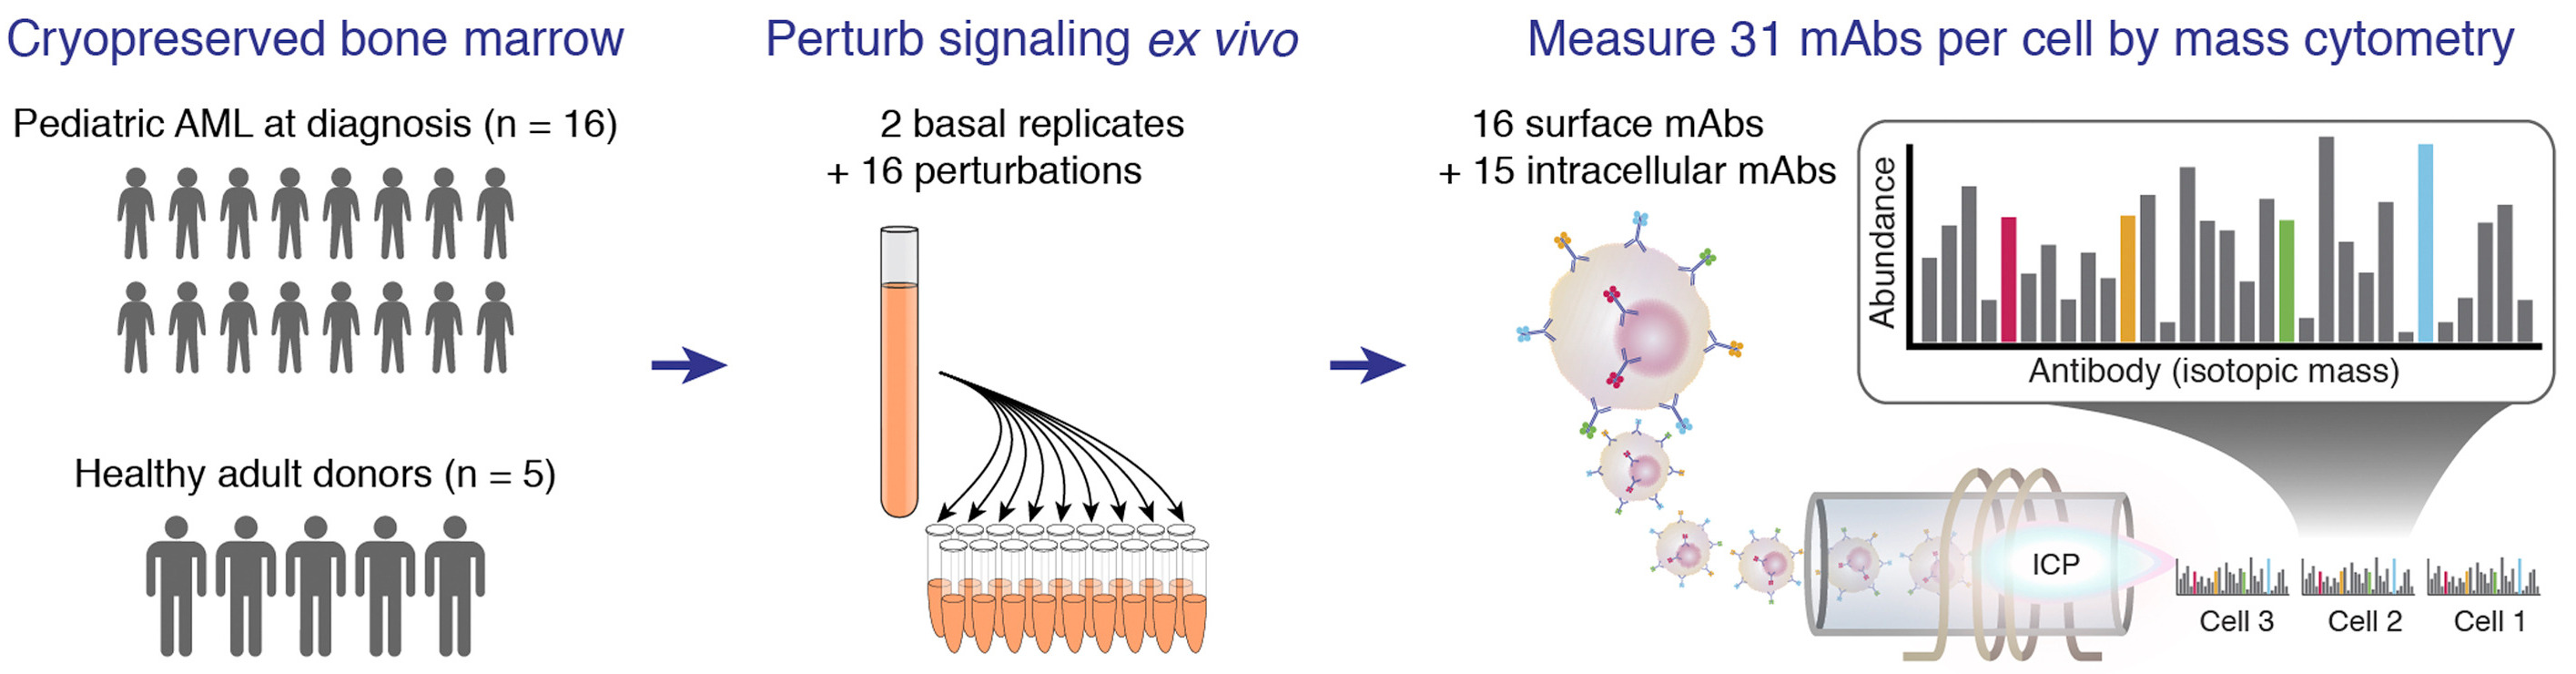 Cryopreserved bone marrow
Pediatric AML at diagnosis (n = 16)
Healthy adult donors (n = 5)
Perturb signaling ex vivo
2 basal replicates
+ 16 perturbations
Measure 31 mAbs per cell by mass cytometry
16 surface mAbs
+ 15 intracellular mAbs
Abundance
Antibody (isotopic mass)
ICP
Cell 3
Cell 2
Cell 1